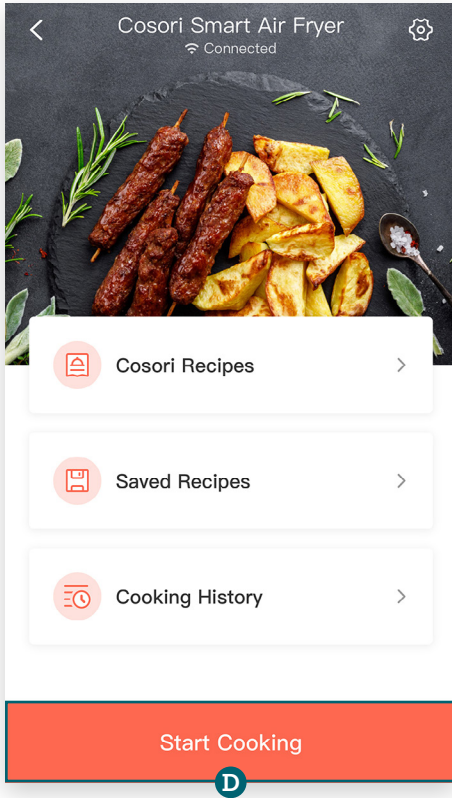 Cosori Smart Air Fryer
Connected
Cosori Recipes
Saved Recipes
Cooking History
Start Cooking
D